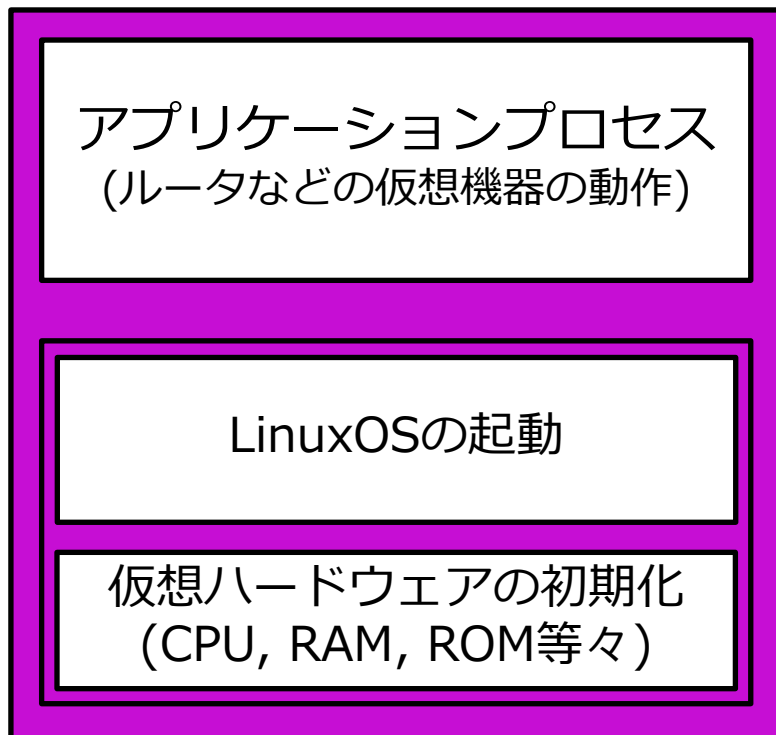 アプリケーションプロセス
(ルータなどの仮想機器の動作)
LinuxOSの起動
仮想ハードウェアの初期化
(CPU, RAM, ROM等々)